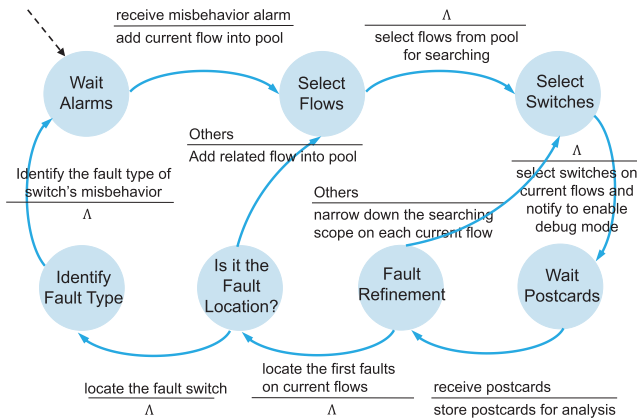 receive misbehavior alarm
add current flow into pool
Λ
select flows from pool
for searching
Wait
Alarms
Select
Flows
Select
Switches
Others
Add related flow into pool
Identify the fault type of
switch's misbehavior
Λ
Others
narrow down the searching
scope on each current flow
Λ
select switches on
current flows and
notify to enable
debug mode
Identify
Fault Type
Is it the
Fault
Location?
Fault
Refinement
Wait
Postcards
locate the fault switch
Λ
locate the first faults
on current flows
Λ
receive postcards
store postcards for analysis